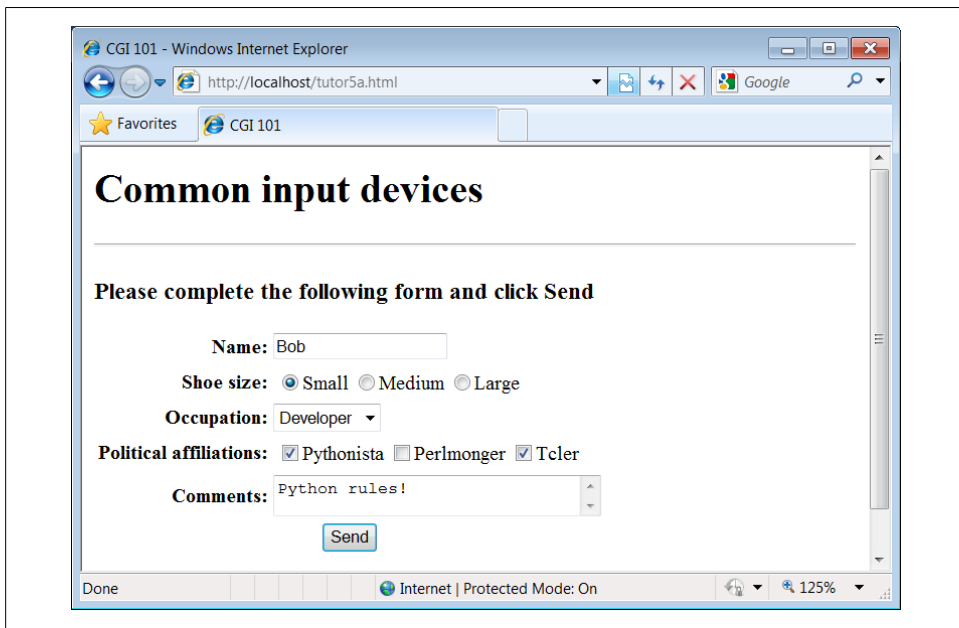 CGI 101 - Windows Internet Explorer
http://localhost/tutor5a.html
Google
Favorites
CGI 101
Common input devices
Please complete the following form and click Send
Name: Bob
Shoe size: Small Medium Large
Occupation: Developer
Political affiliations: Pythonista Perlmonger Tcler
Comments: Python rules!
Send
Done
Internet | Protected Mode: On
125%